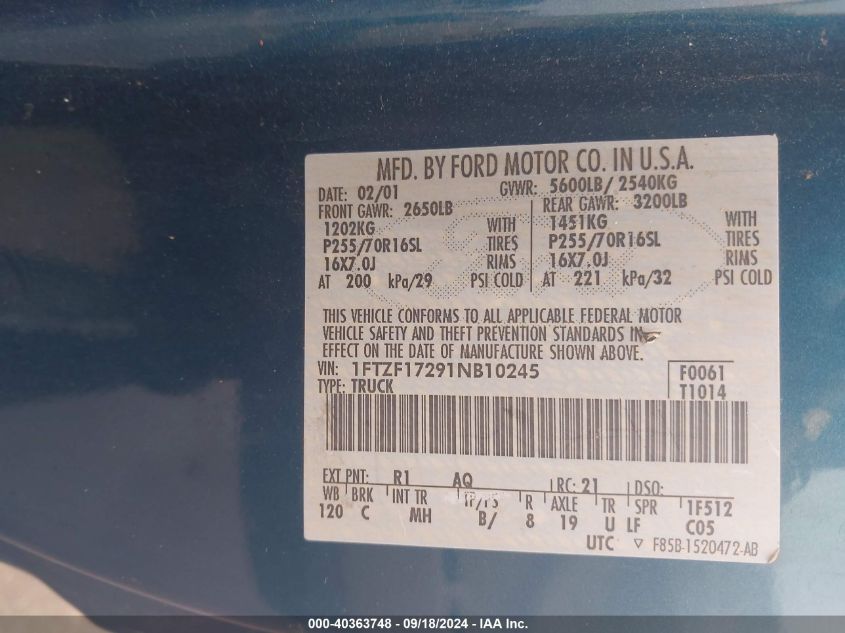 MFD. BY FORD MOTOR CO. IN U.S.A.
DATE: 02/01 GVWR: 5600LB/ 2540KG
FRONT GAWR: 2650LB REAR GAWR: 3200LB
1202KG WITH 1451KG WITH
P255/70R16SL TIRES P255/70R16SL TIRES
16X7.0J RIMS 16X7.0J RIMS
AT 200 kPa/29 PSI COLD AT 221 kPa/32 PSI COLD
THIS VEHICLE CONFORMS TO ALL APPLICABLE FEDERAL MOTOR
VEHICLE SAFETY AND THEFT PREVENTION STANDARDS IN
EFFECT ON THE DATE OF MANUFACTURE SHOWN ABOVE.
VIN: 1FTZF17291NB10245 F0061
TYPE: TRUCK T1014
EXT PNT: R1 AQ RC: 21 DSO:
WB BRK INT TR TP/PS R AXLE TR SPR 1F512
120 C MH B/ 8 19 U LF C05
UTC ▽ F85B-1520472-AB
000-40363748 - 09/18/2024 - IAA Inc.